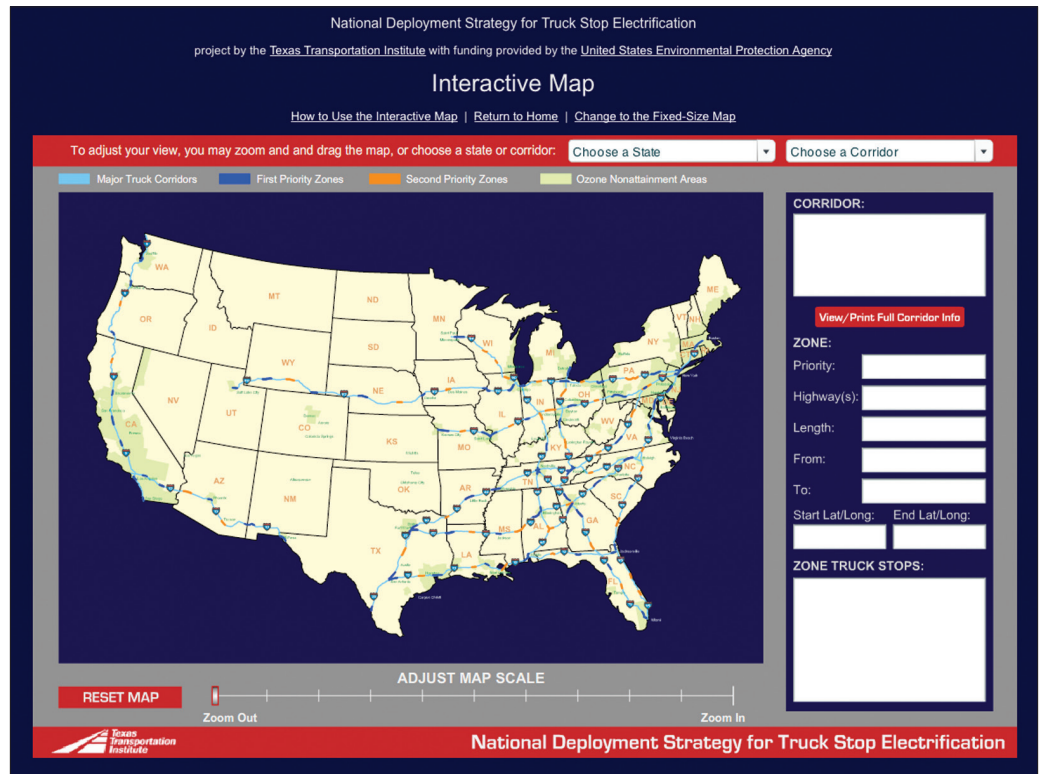 National Deployment Strategy for Truck Stop Electrification
project by the Texas Transportation Institute with funding provided by the United States Environmental Protection Agency
Interactive Map
How to Use the Interactive Map | Return to Home | Change to the Fixed-Size Map
To adjust your view, you may zoom and and drag the map, or choose a state or corridor: Choose a State Choose a Corridor
Major Truck Corridors First Priority Zones Second Priority Zones Ozone Nonattainment Areas
WA
MT
ND
MN
ME
VT NH
OR
ID
SD
WI
MI
NY
MA
WY
IA
PA
NE
NV
UT
IL
IN
OH
CO
WV
CA
KS
MO
KY
VA
NC
AZ
NM
OK
AR
TN
SC
MS
AL
GA
TX
LA
FL
Virginia Beach
Jacksonville
Corpus Christi
Miami
CORRIDOR:
View/Print Full Corridor Info
ZONE:
Priority:
Highway(s):
Length:
From:
To:
Start Lat/Long: End Lat/Long:
ZONE TRUCK STOPS:
ADJUST MAP SCALE
RESET MAP
Zoom Out Zoom In
Texas
Transportation
Institute
National Deployment Strategy for Truck Stop Electrification